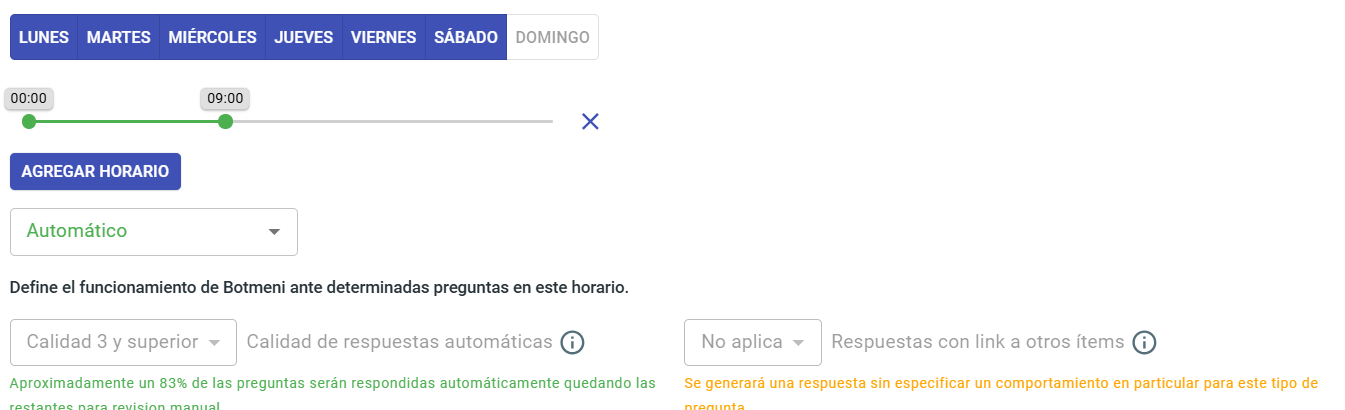 LUNES MARTES MIÉRCOLES JUEVES VIERNES SÁBADO DOMINGO
00:00 09:00
AGREGAR HORARIO
Automático
Define el funcionamiento de Botmeni ante determinadas preguntas en este horario.
Calidad 3 y superior Calidad de respuestas automáticas No aplica Respuestas con link a otros ítems
Aproximadamente un 83% de las preguntas serán respondidas automáticamente quedando las
restantes para revision manual
Se generará una respuesta sin especificar un comportamiento en particular para este tipo de
pregunta